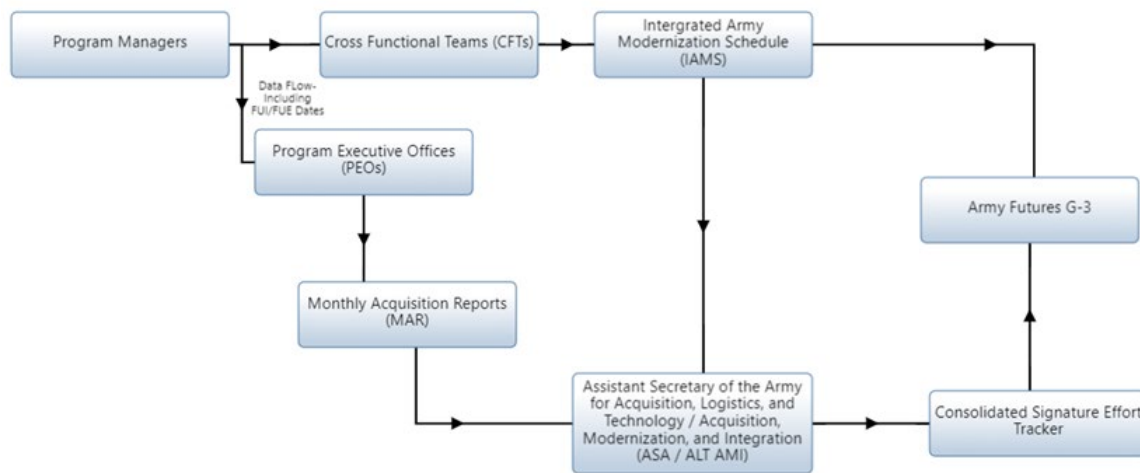 Program Managers
Cross Functional Teams (CFTs)
Intergrated Army
Modernization Schedule
(IAMS)
Data FLow-
Including
FUI/FUE Dates
Program Executive Offices
(PEOs)
Army Futures G-3
Monthly Acquisition Reports
(MAR)
Assistant Secretary of the Army
for Acquisition, Logistics, and
Technology / Acquisition,
Modernization, and Integration
(ASA / ALT AMI)
Consolidated Signature Effort
Tracker